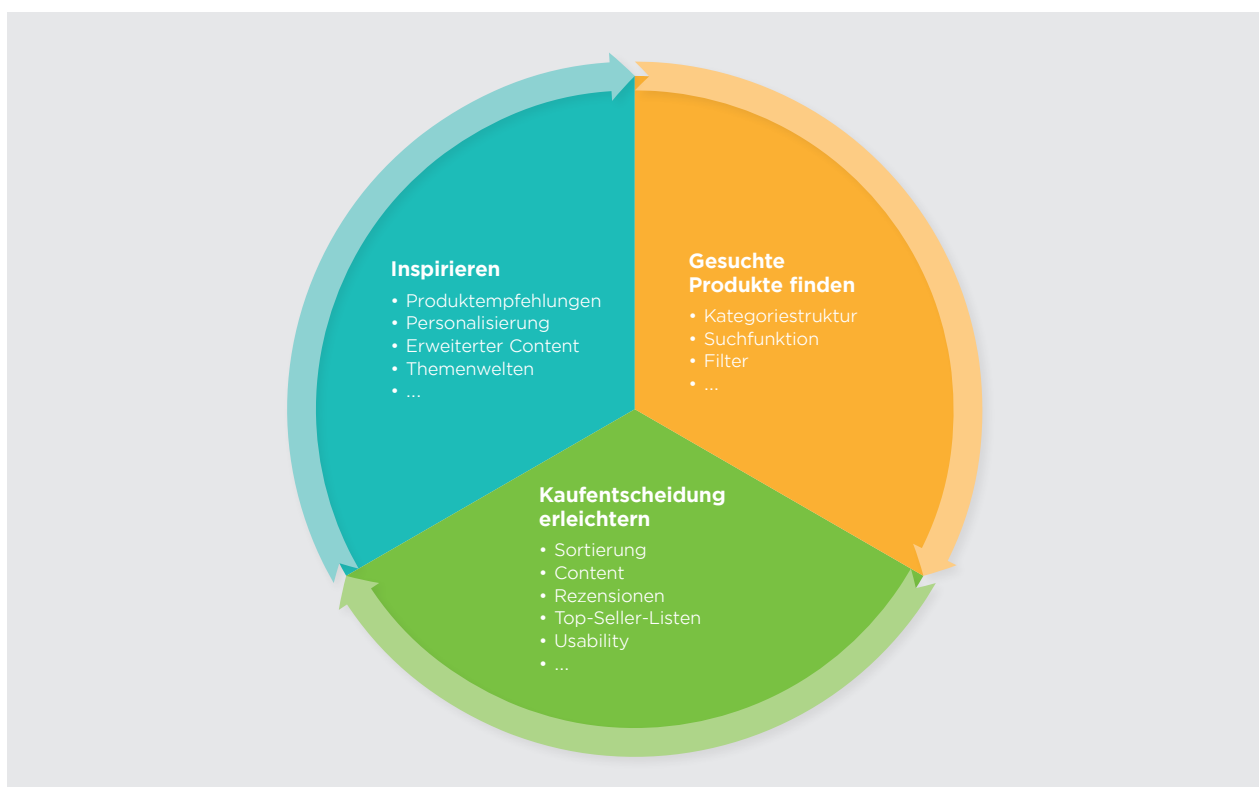 Inspirieren
• Produktempfehlungen
• Personalisierung
• Erweiterter Content
• Themenwelten
• ...
Gesuchte
Produkte finden
• Kategoriestruktur
• Suchfunktion
• Filter
• ...
Kaufentscheidung
erleichtern
• Sortierung
• Content
• Rezensionen
• Top-Seller-Listen
• Usability
• ...